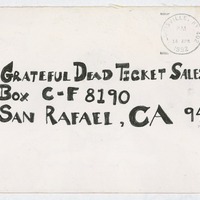 GRATEFUL DEAD TICKET SALES
BOX C-F 8190
SAN RAFAEL, CA 94